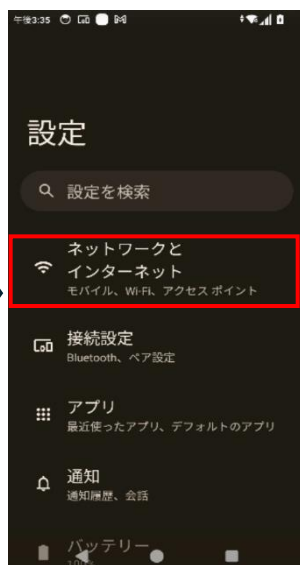 午後3:35
設定
設定を検索
ネットワークと
インターネット
モバイル、Wi-Fi、アクセス ポイント
接続設定
Bluetooth、ペア設定
アプリ
最近使ったアプリ、デフォルトのアプリ
通知
通知履歴、会話
バッテリー
100%